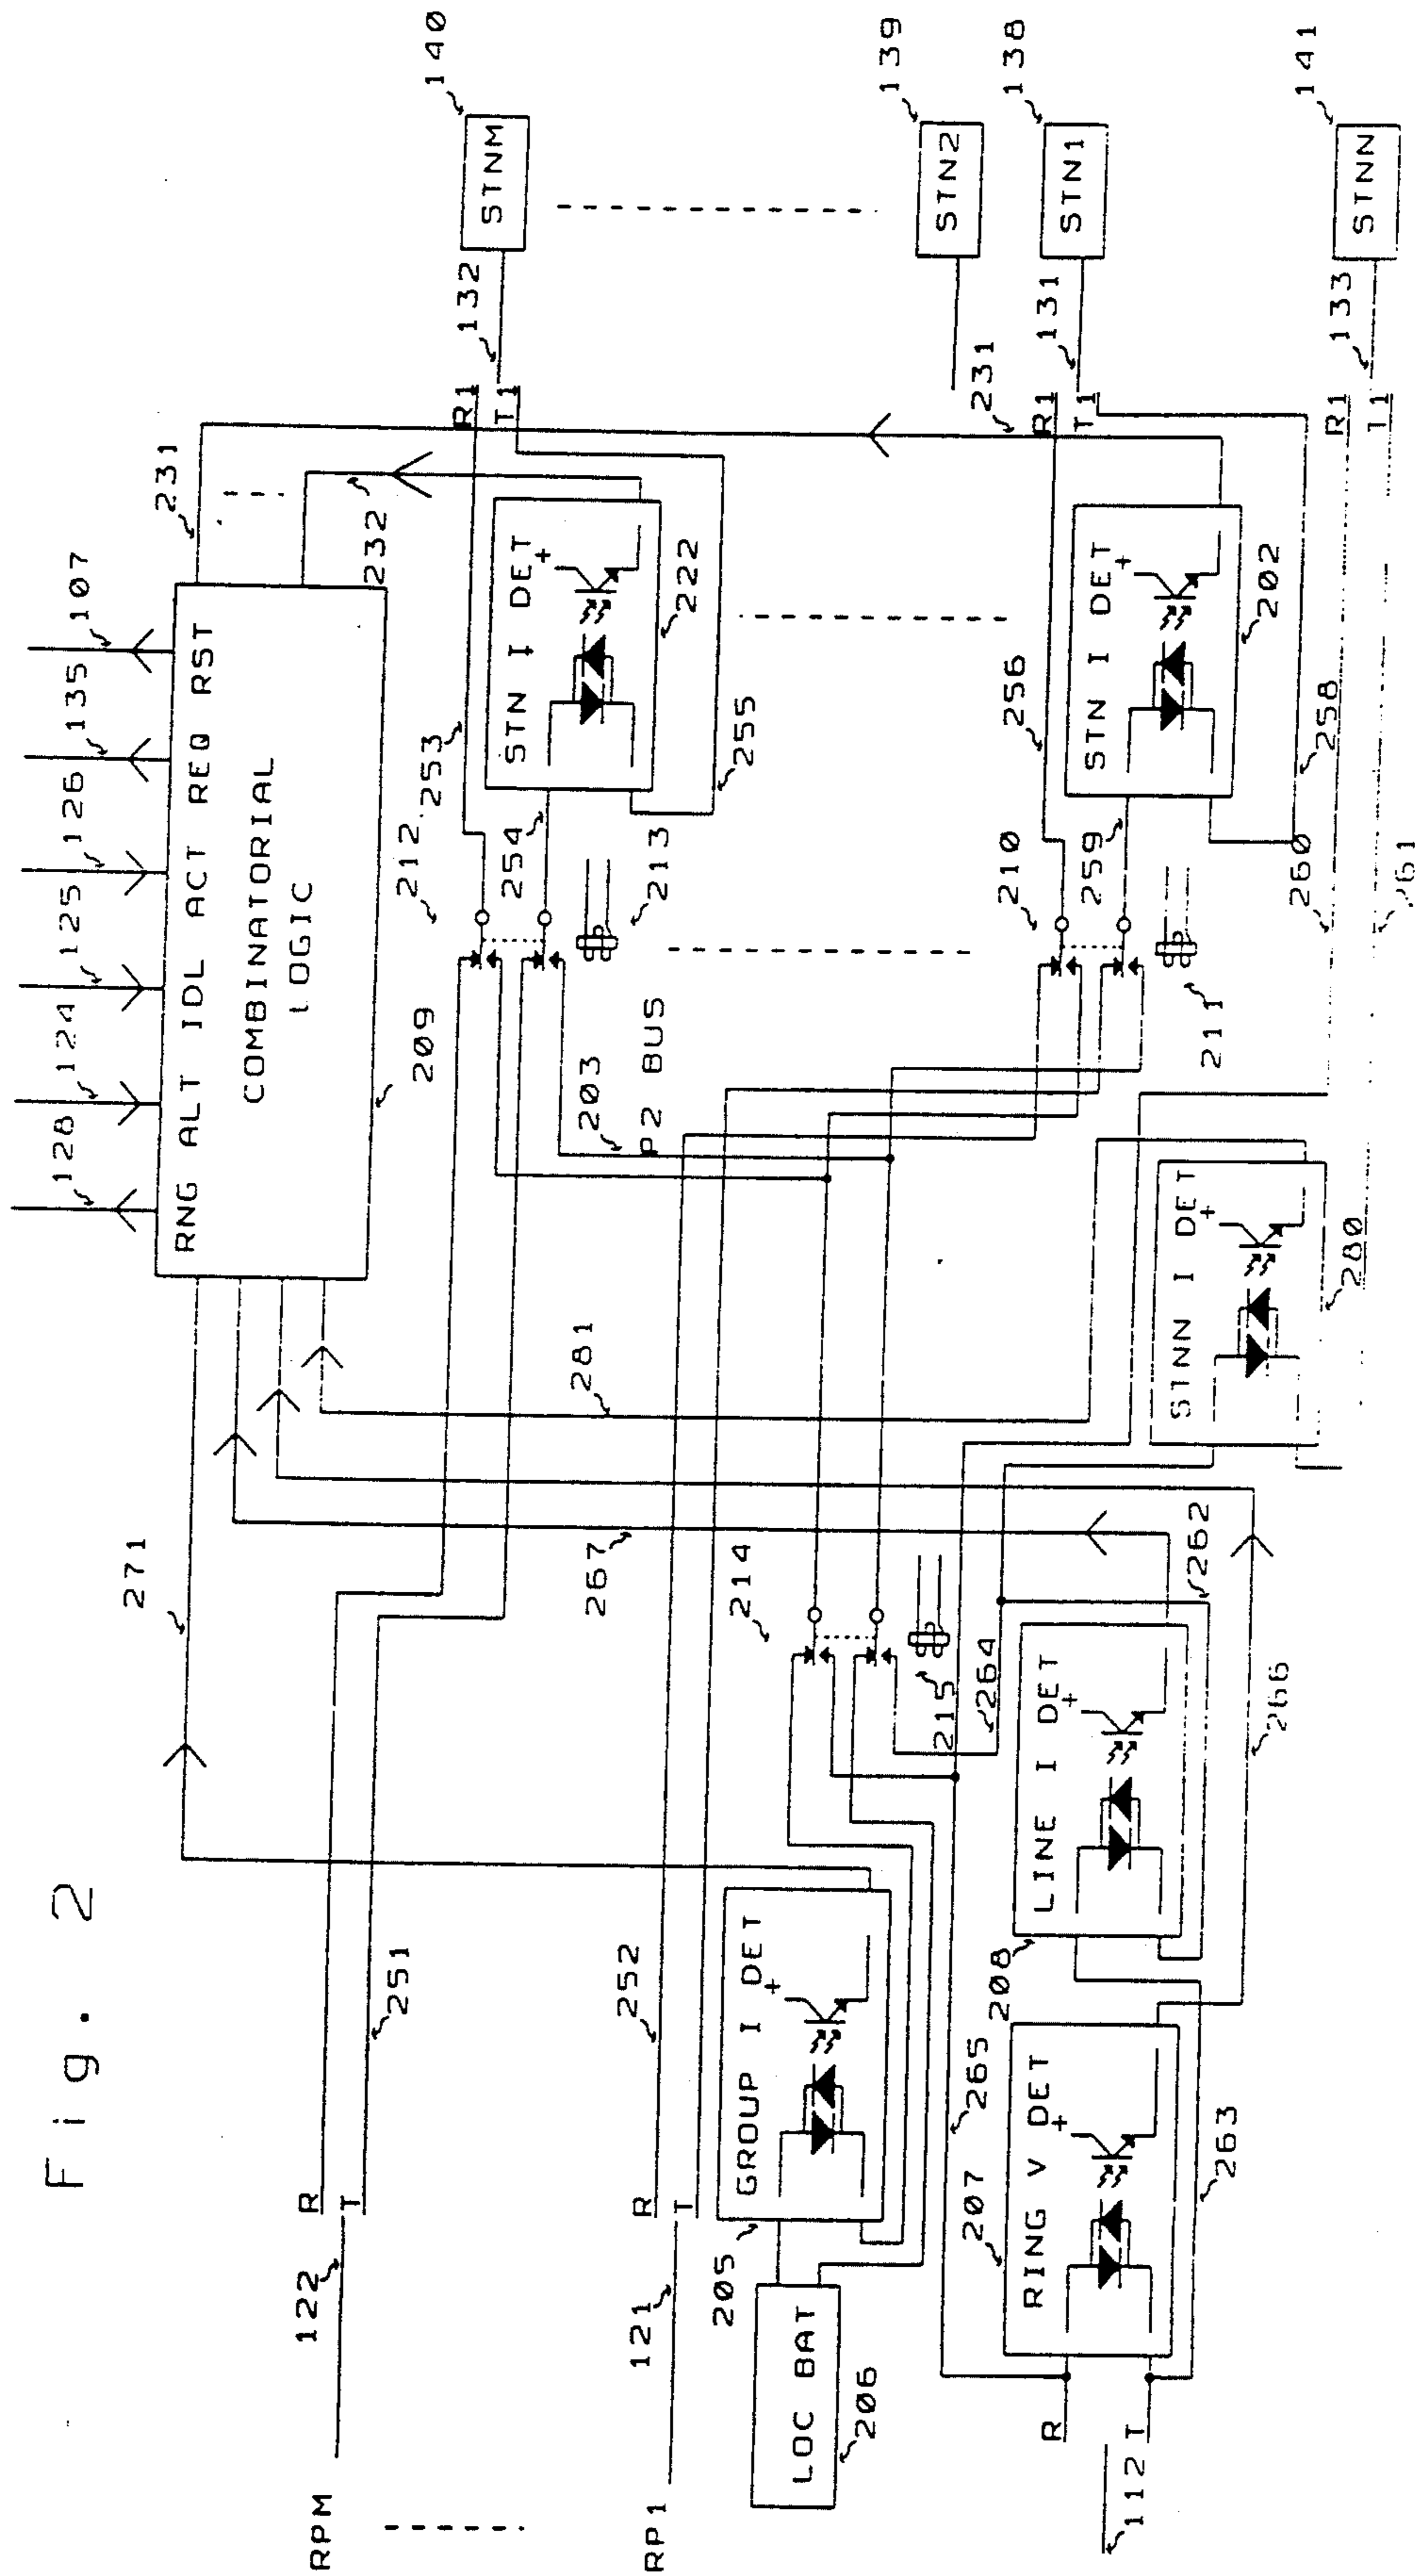 Fig. 2
128
124
125
126
135
107
RNG ALT IDL ACT REQ RST
COMBINATORIAL
LOGIC
209
231
232
271
281
267
RPM
122
R
T
251
RP1
121
R
T
252
212
253
254
213
255
STN I DET
+
222
R1
T1
132
STNM
140
203
P2 BUS
STN2
139
231
210
256
259
211
258
STN I DET
+
202
R1
T1
131
STN1
138
214
215
264
LOC BAT
206
205
GROUP I DET
+
265
207
RING V DET
+
263
208
LINE I DET
+
262
266
R
T
112
STNN I DET
+
280
260
261
R1
T1
133
STNN
141